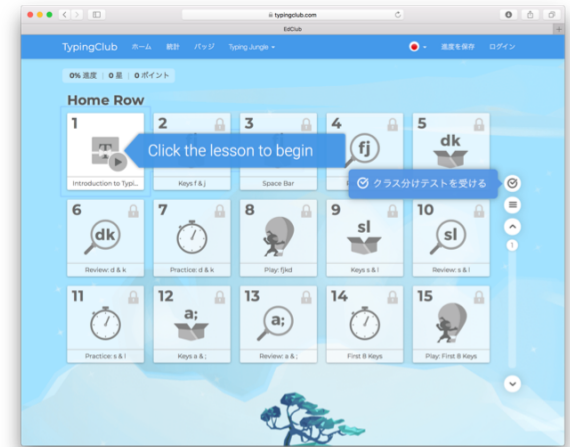 typingclub.com
EdClub
TypingClub ホーム 統計 バッジ Typing Jungle
進度を保存 ログイン
0% 進度 0 星 0 ポイント
Home Row
1 2 3 4 5
T fj dk
Click the lesson to begin
Introduction to Typi... Keys f & j Space Bar
クラス分けテストを受ける
6 7 8 9 10
dk sl sl
1
Review: d & k Practice: d & k Play: fjkd Keys s & l Review: s & l
11 12 13 14 15
a; a;
Practice: s & l Keys a & ; Review: a & ; First 8 Keys Play: First 8 Keys